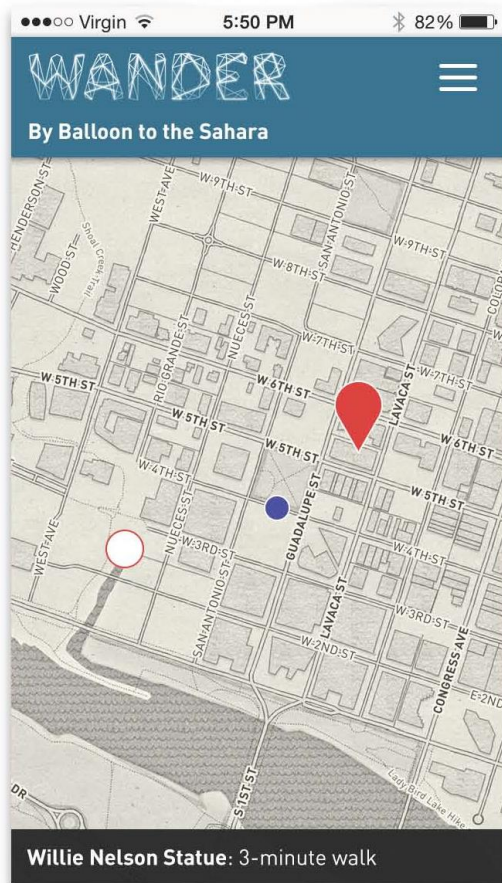 Virgin 5:50 PM 82%
WANDER
By Balloon to the Sahara
HENDERSON ST
WOOD ST
Shoal Creek Trail
WEST AVE
W 9TH ST
SAN ANTONIO ST
W 9TH ST
W 8TH ST
RIO GRANDE ST
NUECES ST
W 7TH ST
LAVACA ST
W 7TH ST
W 5TH ST
W 6TH ST
W 6TH ST
W 5TH ST
W 5TH ST
W 5TH ST
W 4TH ST
GUADALUPE ST
W 4TH ST
WEST AVE
NUECES ST
W 3RD ST
SAN ANTONIO ST
LAVACA ST
W 3RD ST
W 2ND ST
CONGRESS AVE
E 2ND
S 1ST ST
Lady Bird Lake Hike
DR
Willie Nelson Statue: 3-minute walk